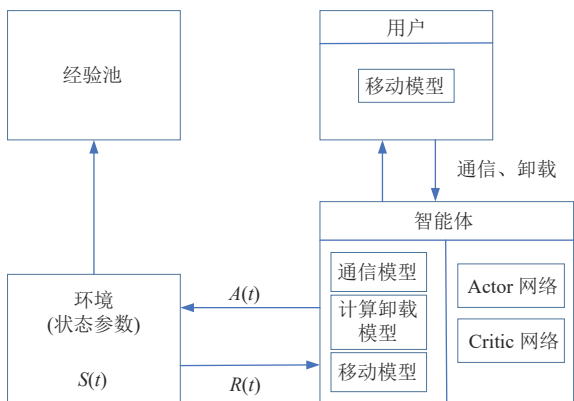 经验池
用户
移动模型
通信、卸载
智能体
通信模型
计算卸载
模型
移动模型
Actor 网络
Critic 网络
环境
(状态参数)
S(t)
A(t)
R(t)